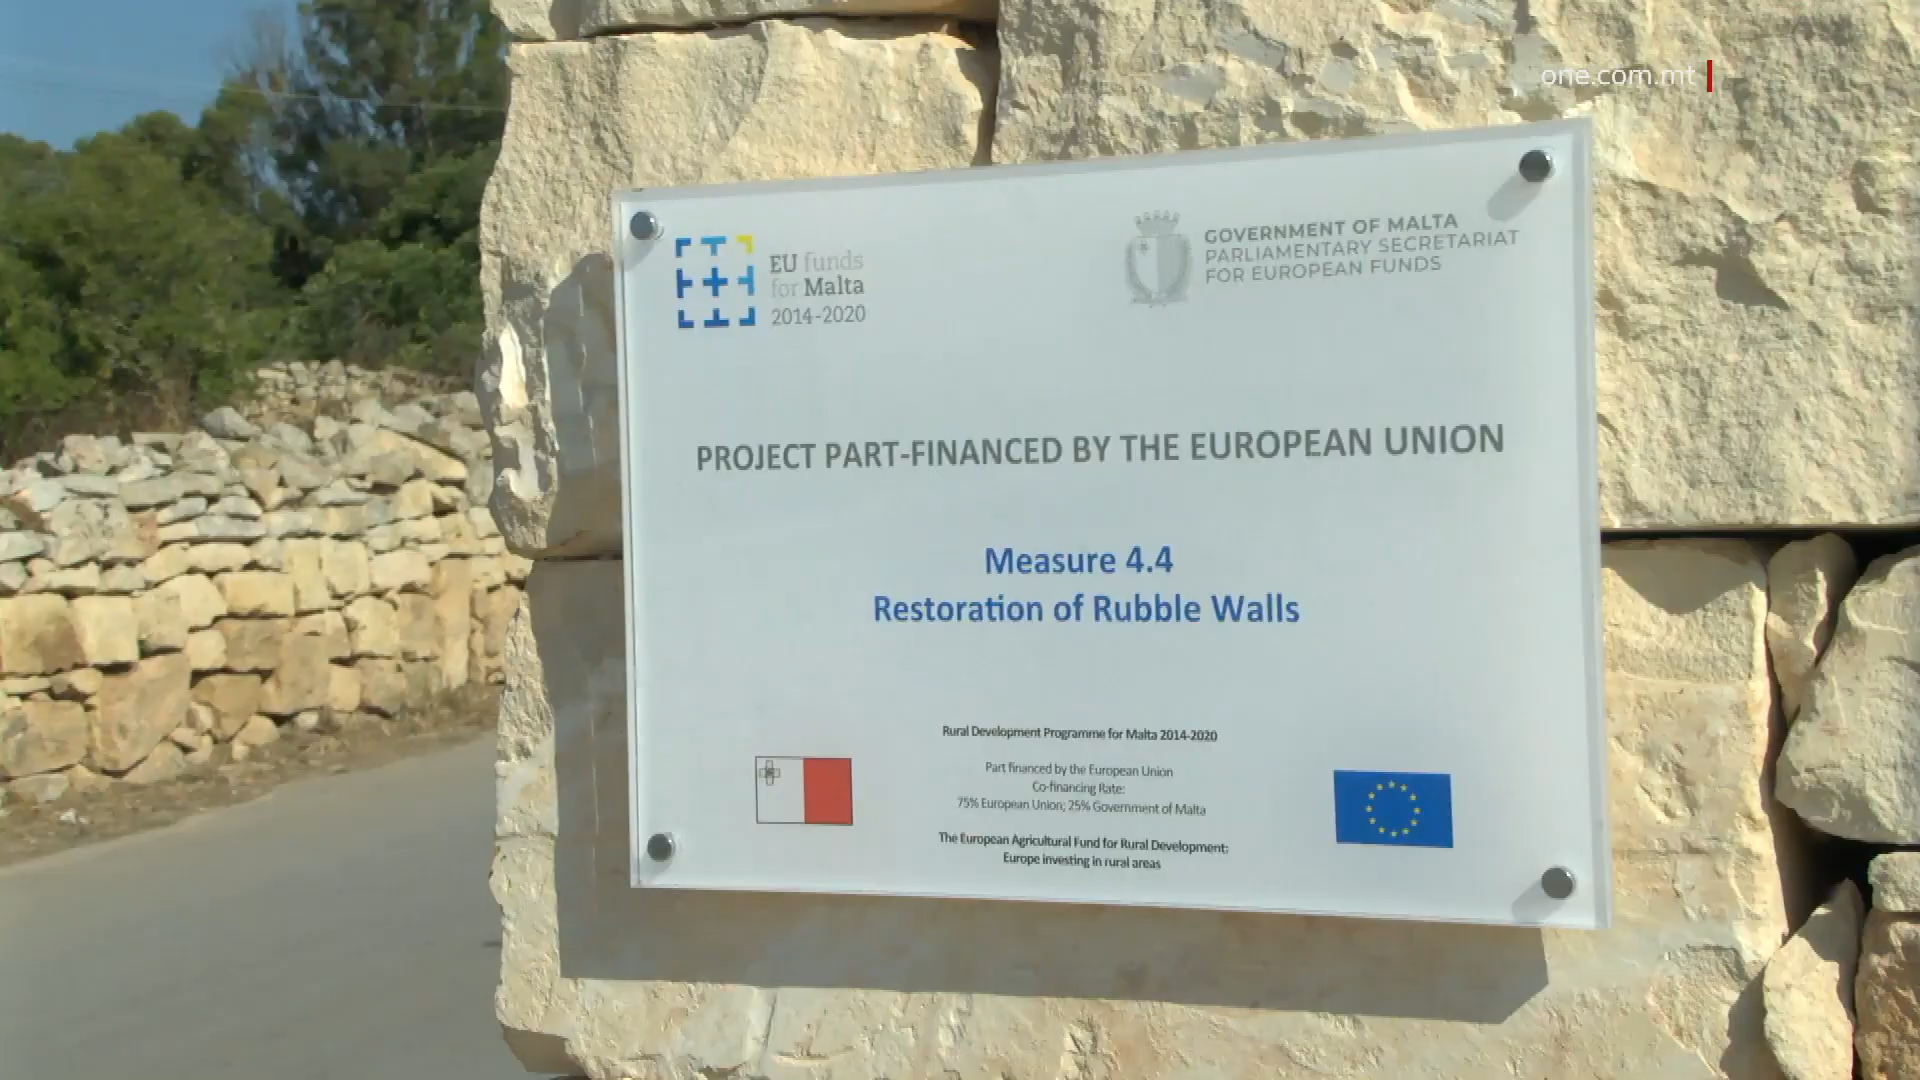 one.com.mt
EU funds
for Malta
2014-2020
GOVERNMENT OF MALTA
PARLIAMENTARY SECRETARIAT
FOR EUROPEAN FUNDS
PROJECT PART-FINANCED BY THE EUROPEAN UNION
Measure 4.4
Restoration of Rubble Walls
Rural Development Programme for Malta 2014-2020
Part financed by the European Union
Co-financing Rate:
75% European Union; 25% Government of Malta
The European Agricultural Fund for Rural Development:
Europe investing in rural areas